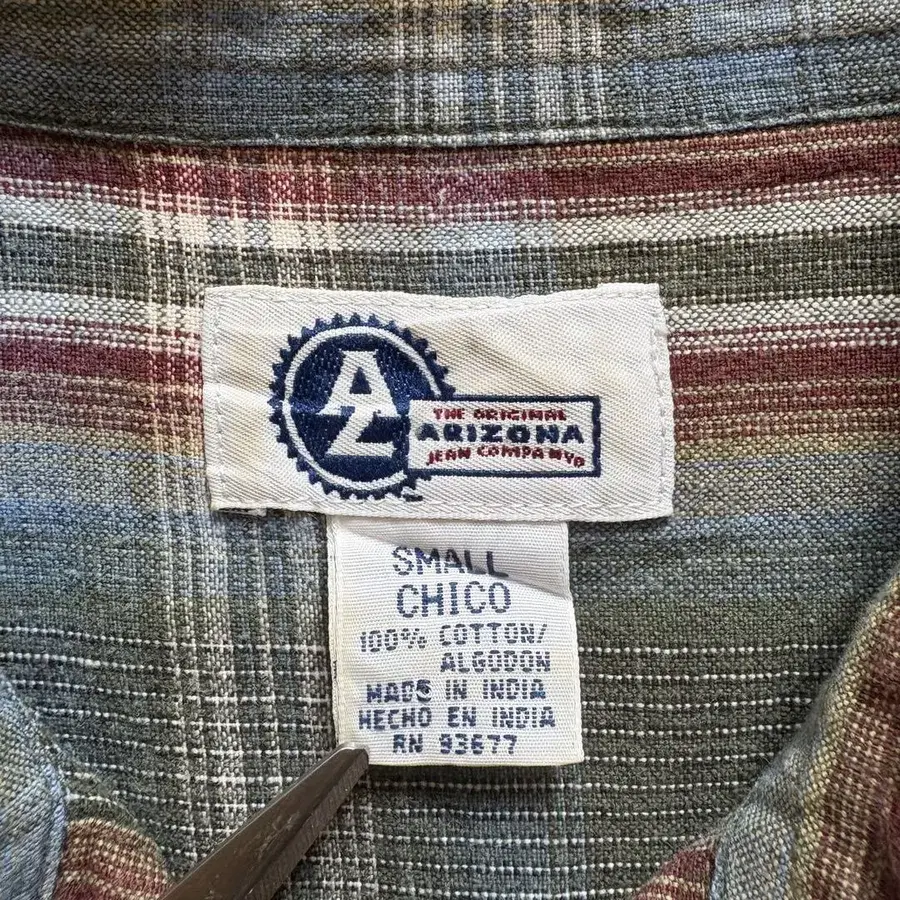 AZ
THE ORIGINAL
ARIZONA
JEAN COMPANY®
SMALL
CHICO
100% COTTON/
ALGODON
MADE IN INDIA
HECHO EN INDIA
RN 93677